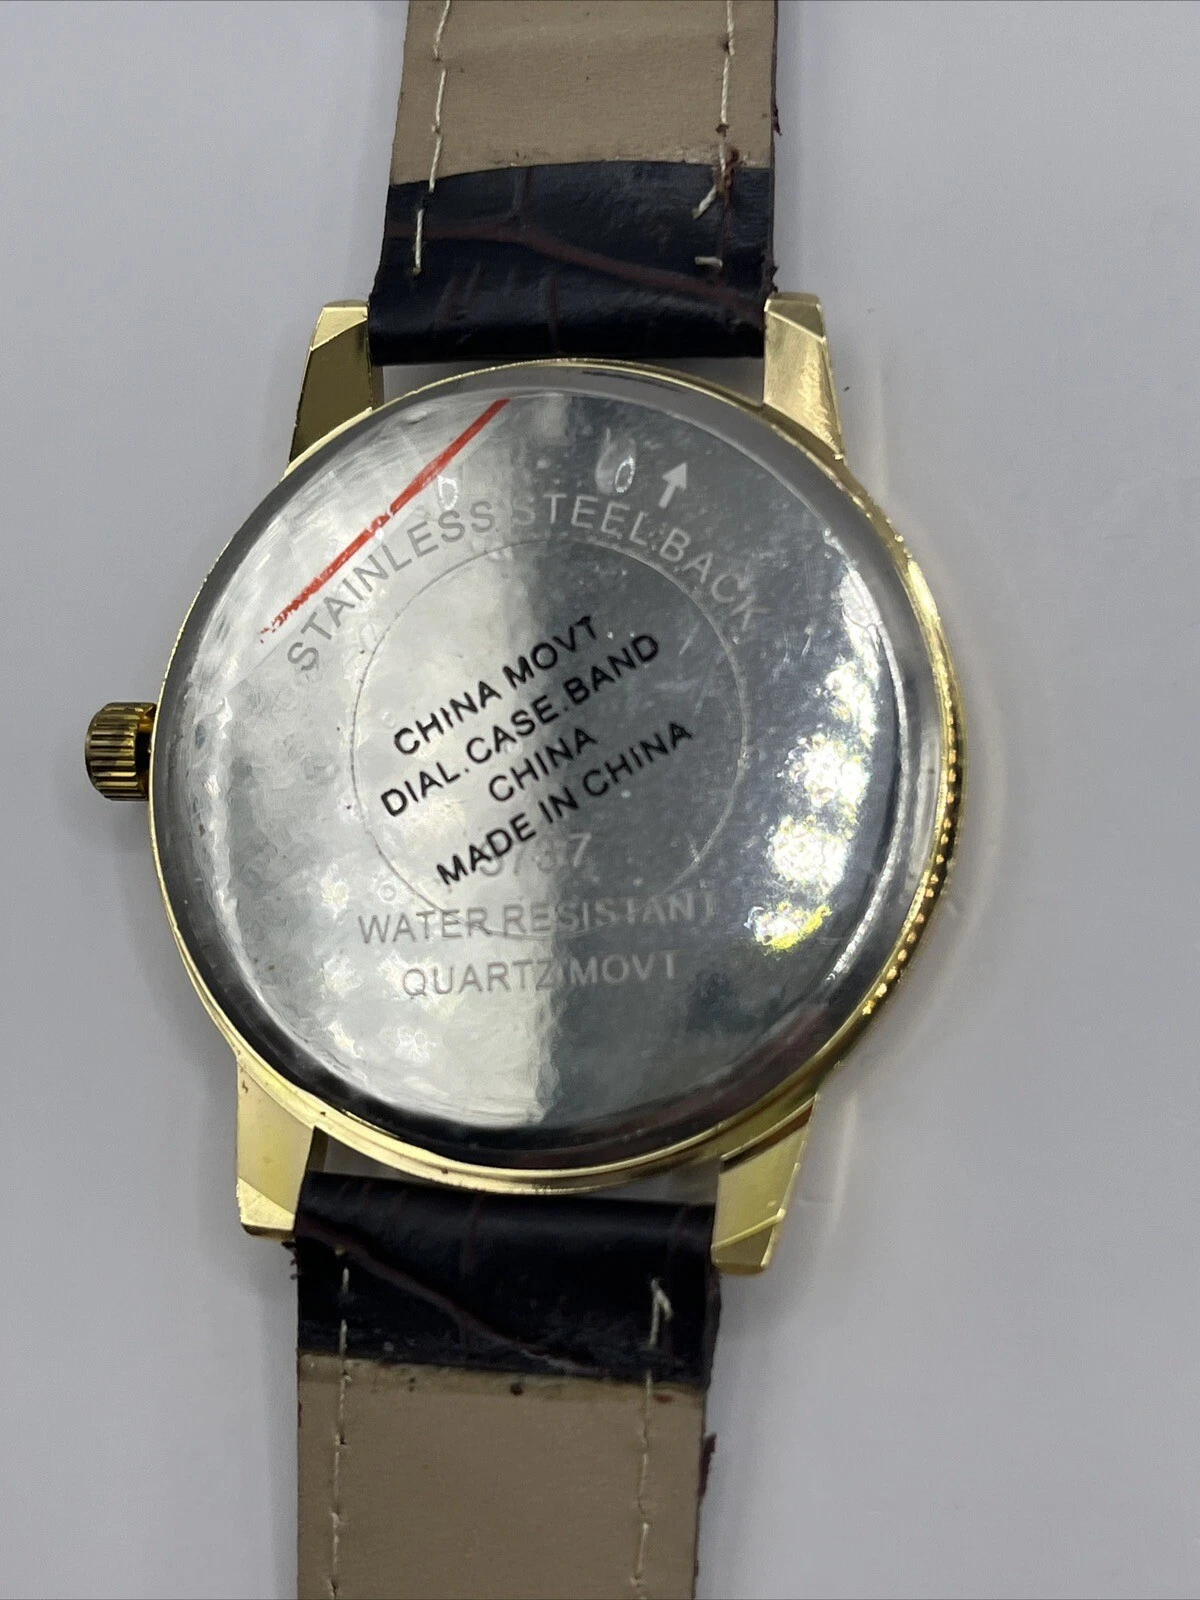 STAINLESS STEEL BACK
CHINA MOVT
DIAL.CASE.BAND
CHINA
MADE IN CHINA
WATER RESISTANT
QUARTZ MOVT